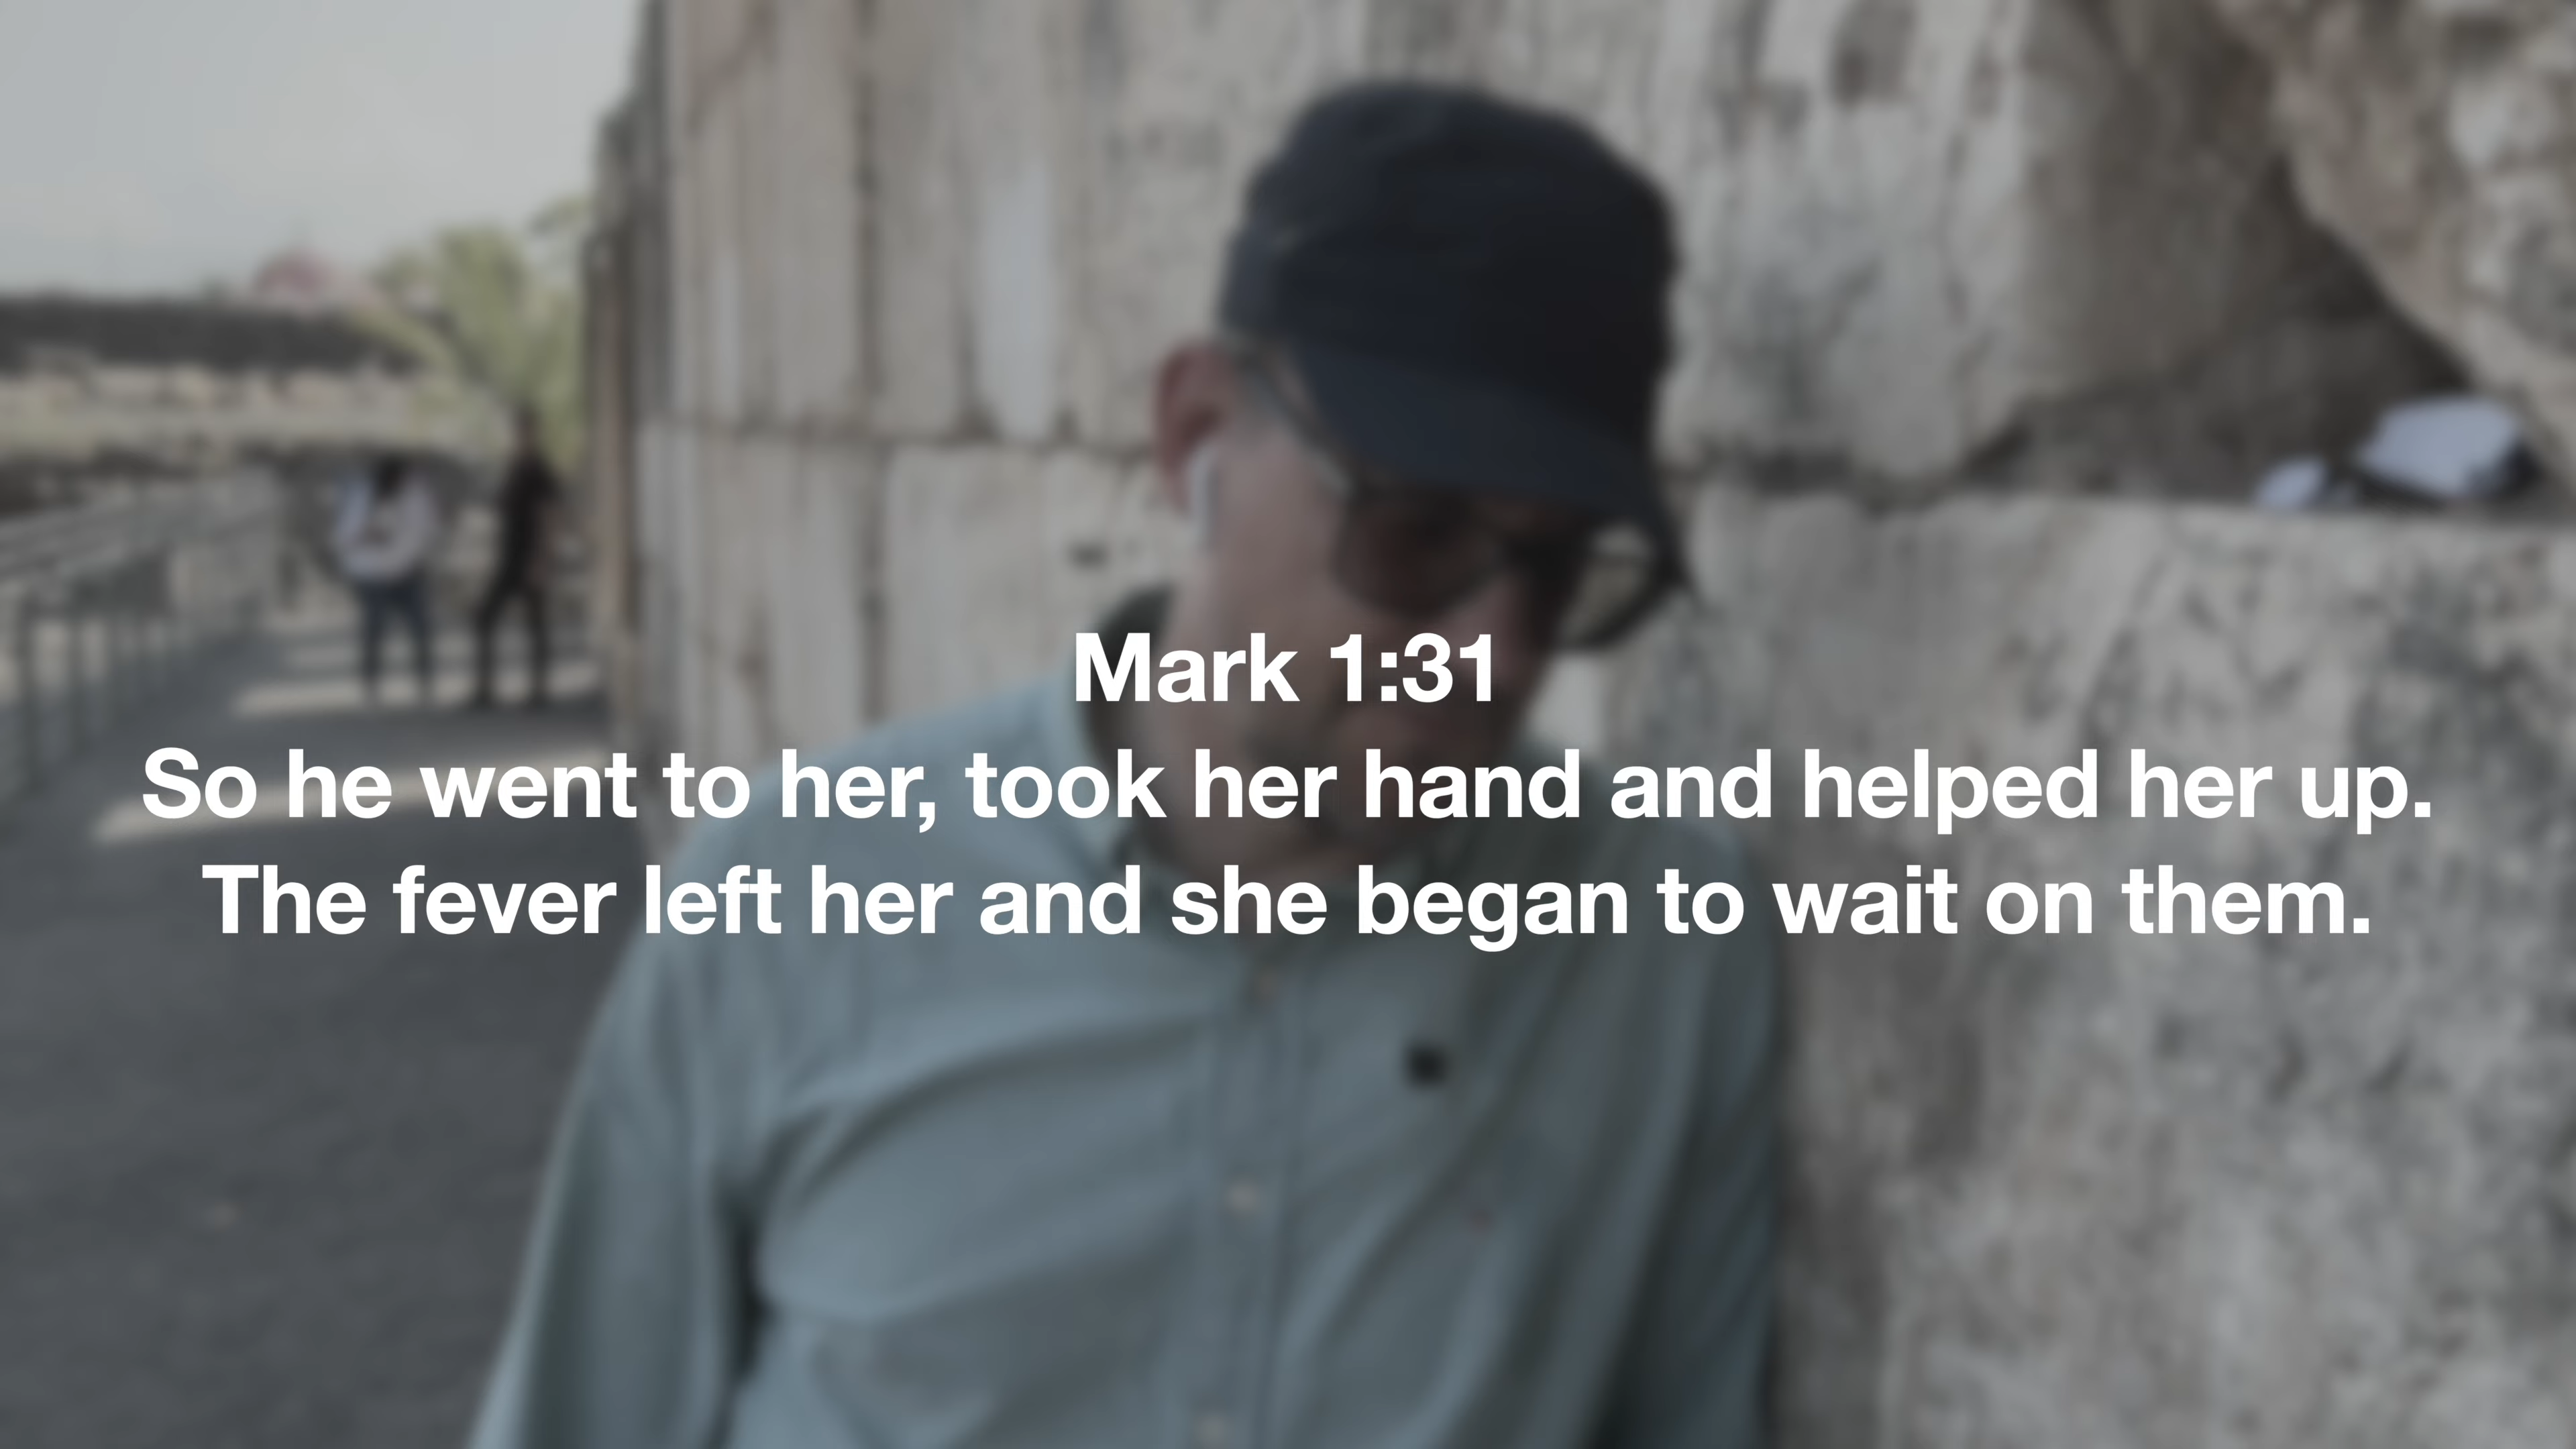 Mark 1:31
So he went to her, took her hand and helped her up.
The fever left her and she began to wait on them.